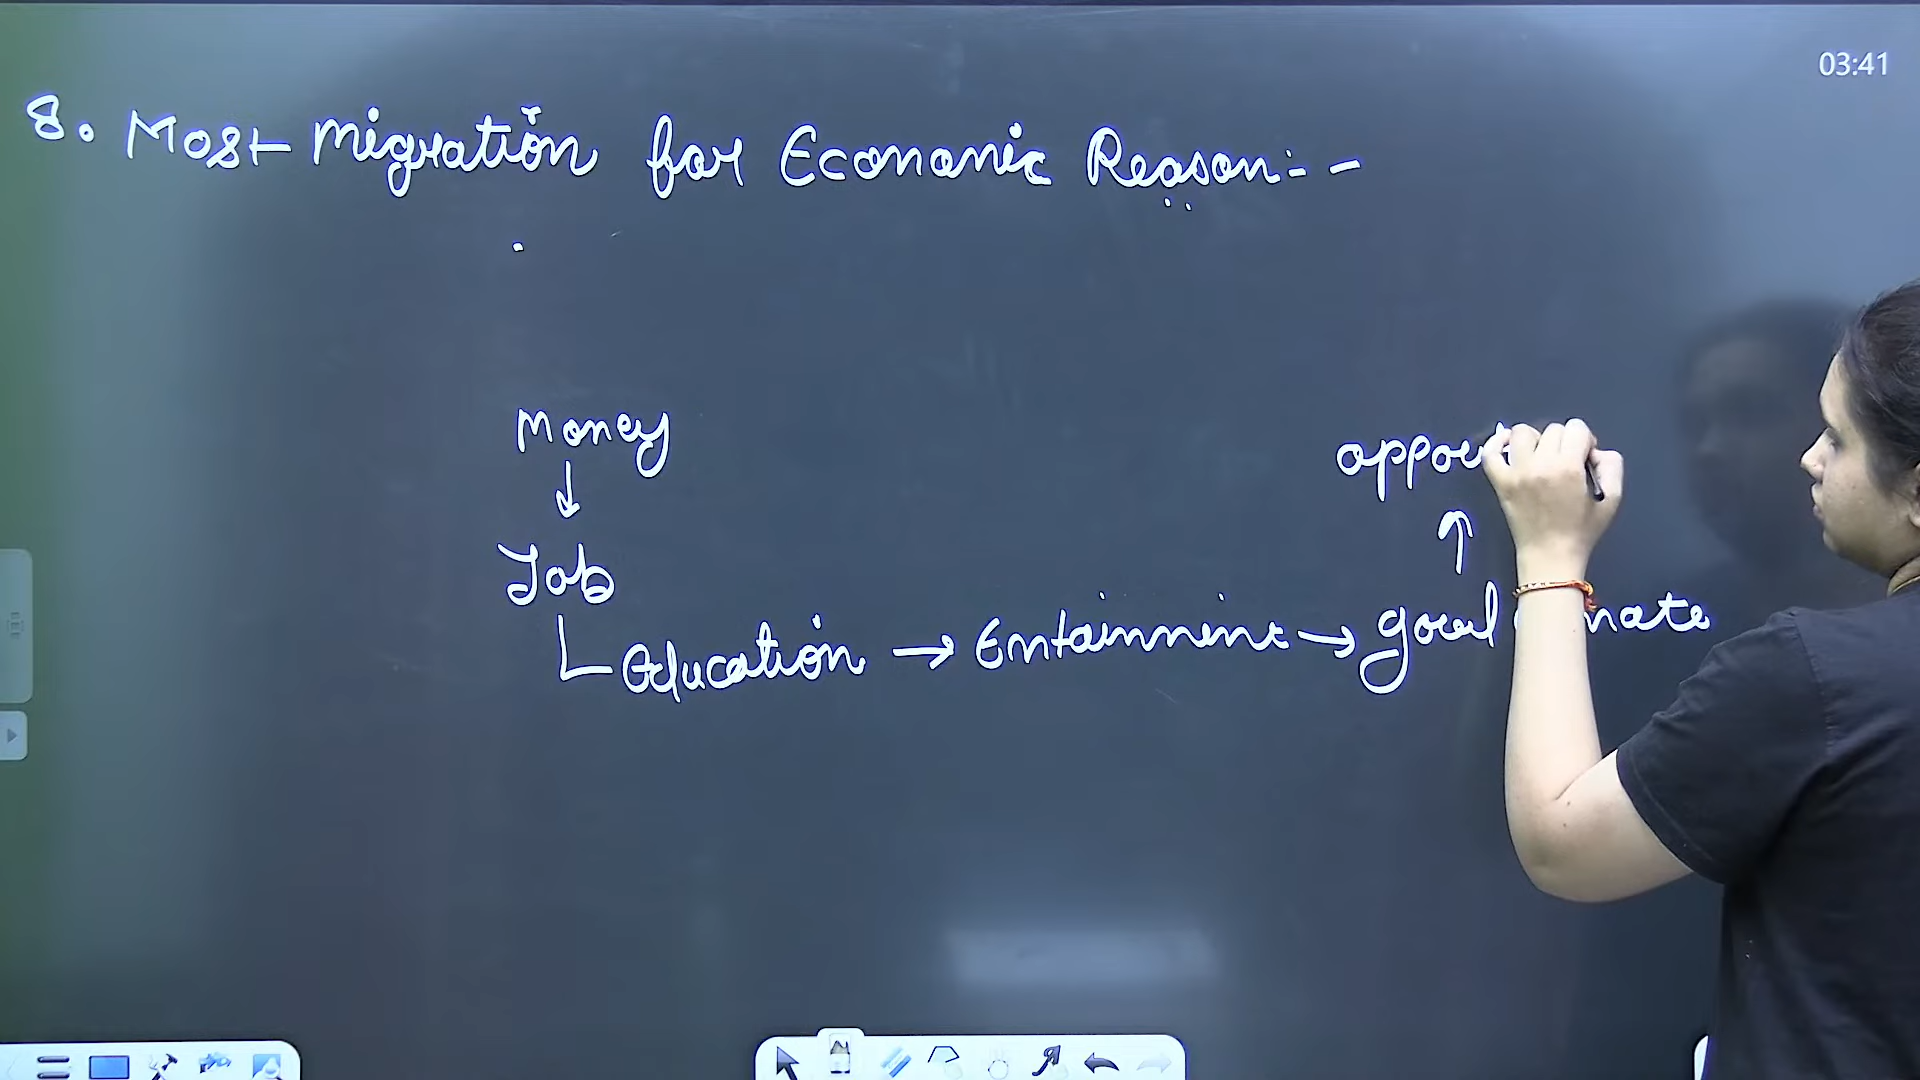 03:41
8. Most Migration for Economic Reason:-
Money
↓
Job
Education → Entainment → good
↑